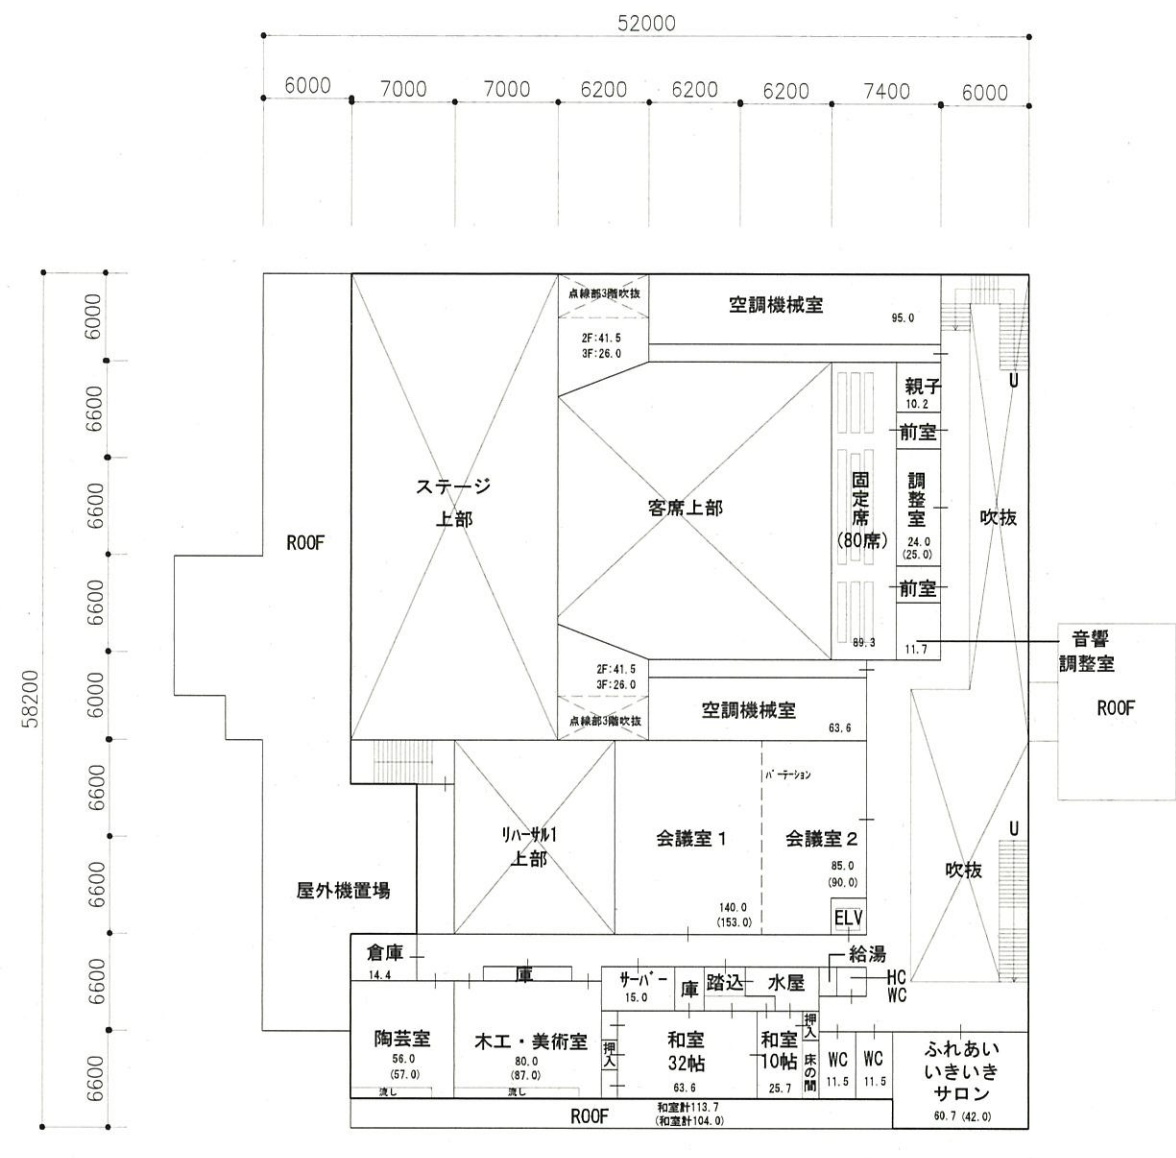 52000
6000 7000 7000 6200 6200 6200 7400 6000
58200
6000
6600
6600
6600
6000
6600
6600
6600
6600
点線部3階吹抜
2F:41.5
3F:26.0
空調機械室
95.0
U
親子
10.2
前室
ステージ
上部
客席上部
固定席
(80席)
89.3
調整室
24.0
(25.0)
前室
11.7
吹抜
ROOF
音響
調整室
ROOF
2F:41.5
3F:26.0
点線部3階吹抜
空調機械室
63.6
パーテーション
リハーサル1
上部
会議室1
140.0
(153.0)
会議室2
85.0
(90.0)
ELV
U
吹抜
屋外機置場
倉庫
14.4
庫
サーバー
15.0
庫
踏込
水屋
給湯
HC
WC
陶芸室
56.0
(57.0)
流し
木工・美術室
80.0
(87.0)
流し
押入
和室
32帖
63.6
和室
10帖
25.7
押入
床の間
WC
11.5
WC
11.5
ふれあい
いきいき
サロン
60.7 (42.0)
ROOF
和室計113.7
(和室計104.0)